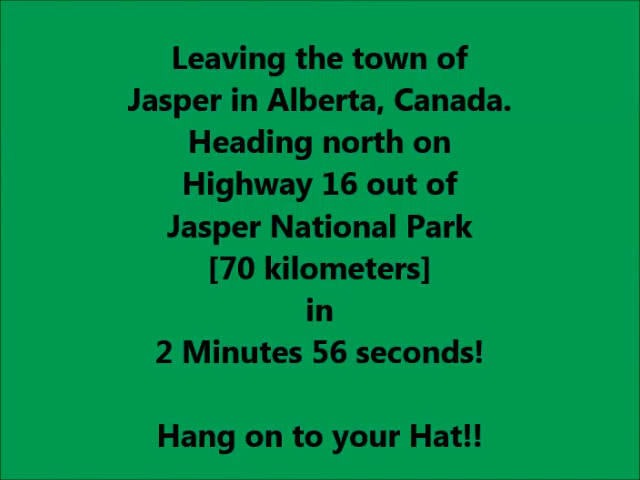 Leaving the town of
Jasper in Alberta, Canada.
Heading north on
Highway 16 out of
Jasper National Park
[70 kilometers]
in
2 Minutes 56 seconds!
Hang on to your Hat!!